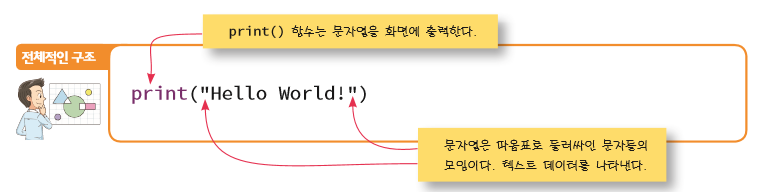 print() 함수는 문자열을 화면에 출력한다.
전체적인 구조
print("Hello World!")
문자열은 따옴표로 둘러싸인 문자들의
모임이다. 텍스트 데이터를 나타낸다.